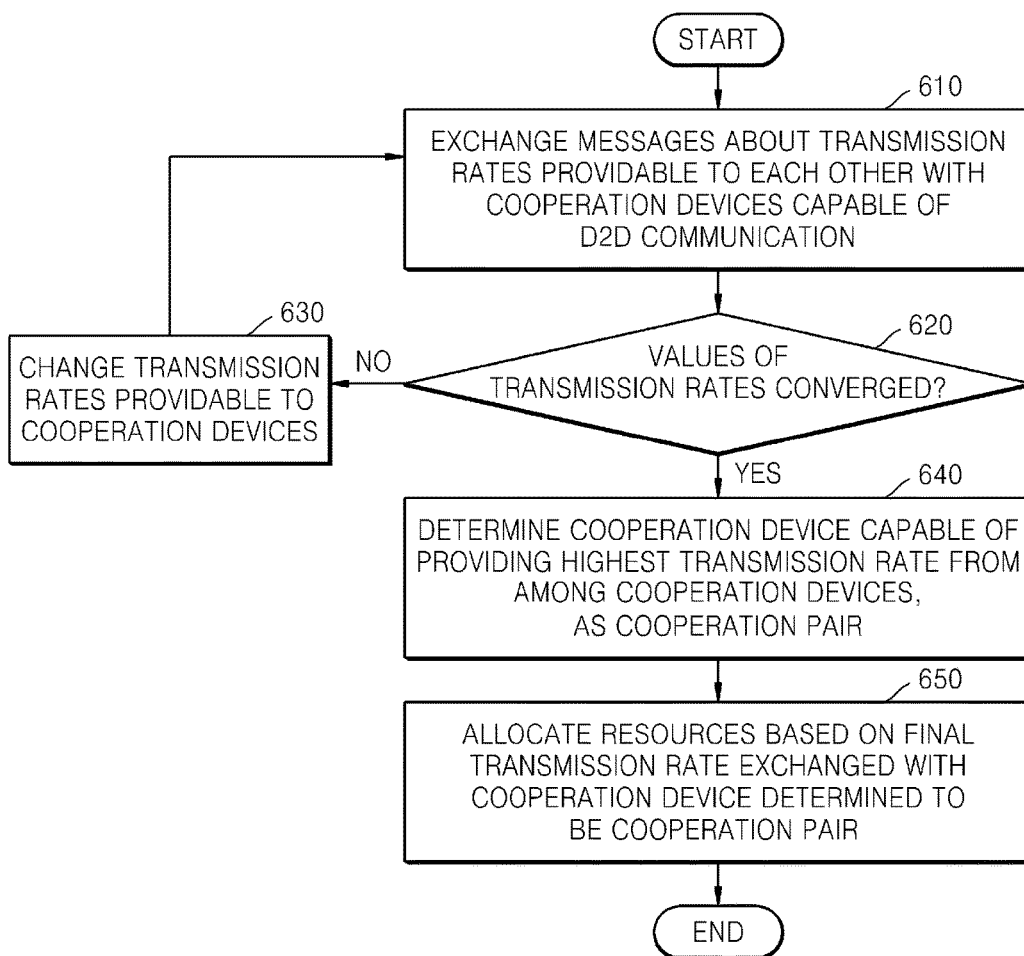 START
610
EXCHANGE MESSAGES ABOUT TRANSMISSION
RATES PROVIDABLE TO EACH OTHER WITH
COOPERATION DEVICES CAPABLE OF
D2D COMMUNICATION
630
CHANGE TRANSMISSION
RATES PROVIDABLE TO
COOPERATION DEVICES
NO
620
VALUES OF
TRANSMISSION RATES CONVERGED?
YES
640
DETERMINE COOPERATION DEVICE CAPABLE OF
PROVIDING HIGHEST TRANSMISSION RATE FROM
AMONG COOPERATION DEVICES,
AS COOPERATION PAIR
650
ALLOCATE RESOURCES BASED ON FINAL
TRANSMISSION RATE EXCHANGED WITH
COOPERATION DEVICE DETERMINED TO
BE COOPERATION PAIR
END